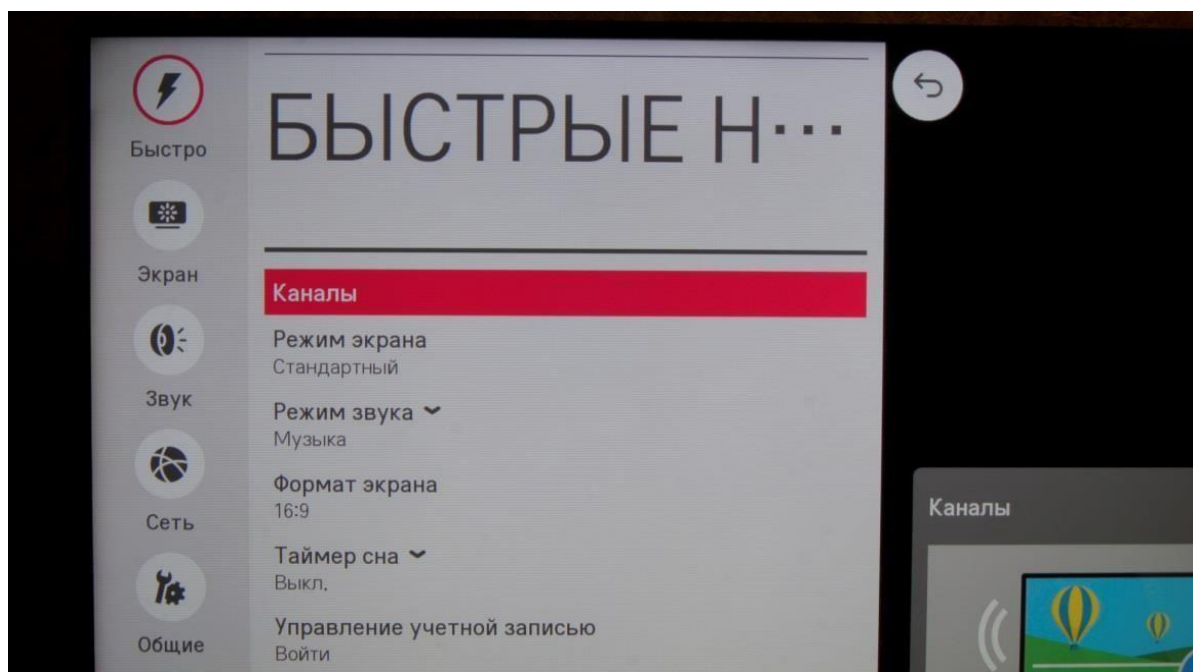 Быстро
Экран
Звук
Сеть
Общие
БЫСТРЫЕ Н...
Каналы
Режим экрана
Стандартный
Режим звука
Музыка
Формат экрана
16:9
Таймер сна
Выкл.
Управление учетной записью
Войти
Каналы